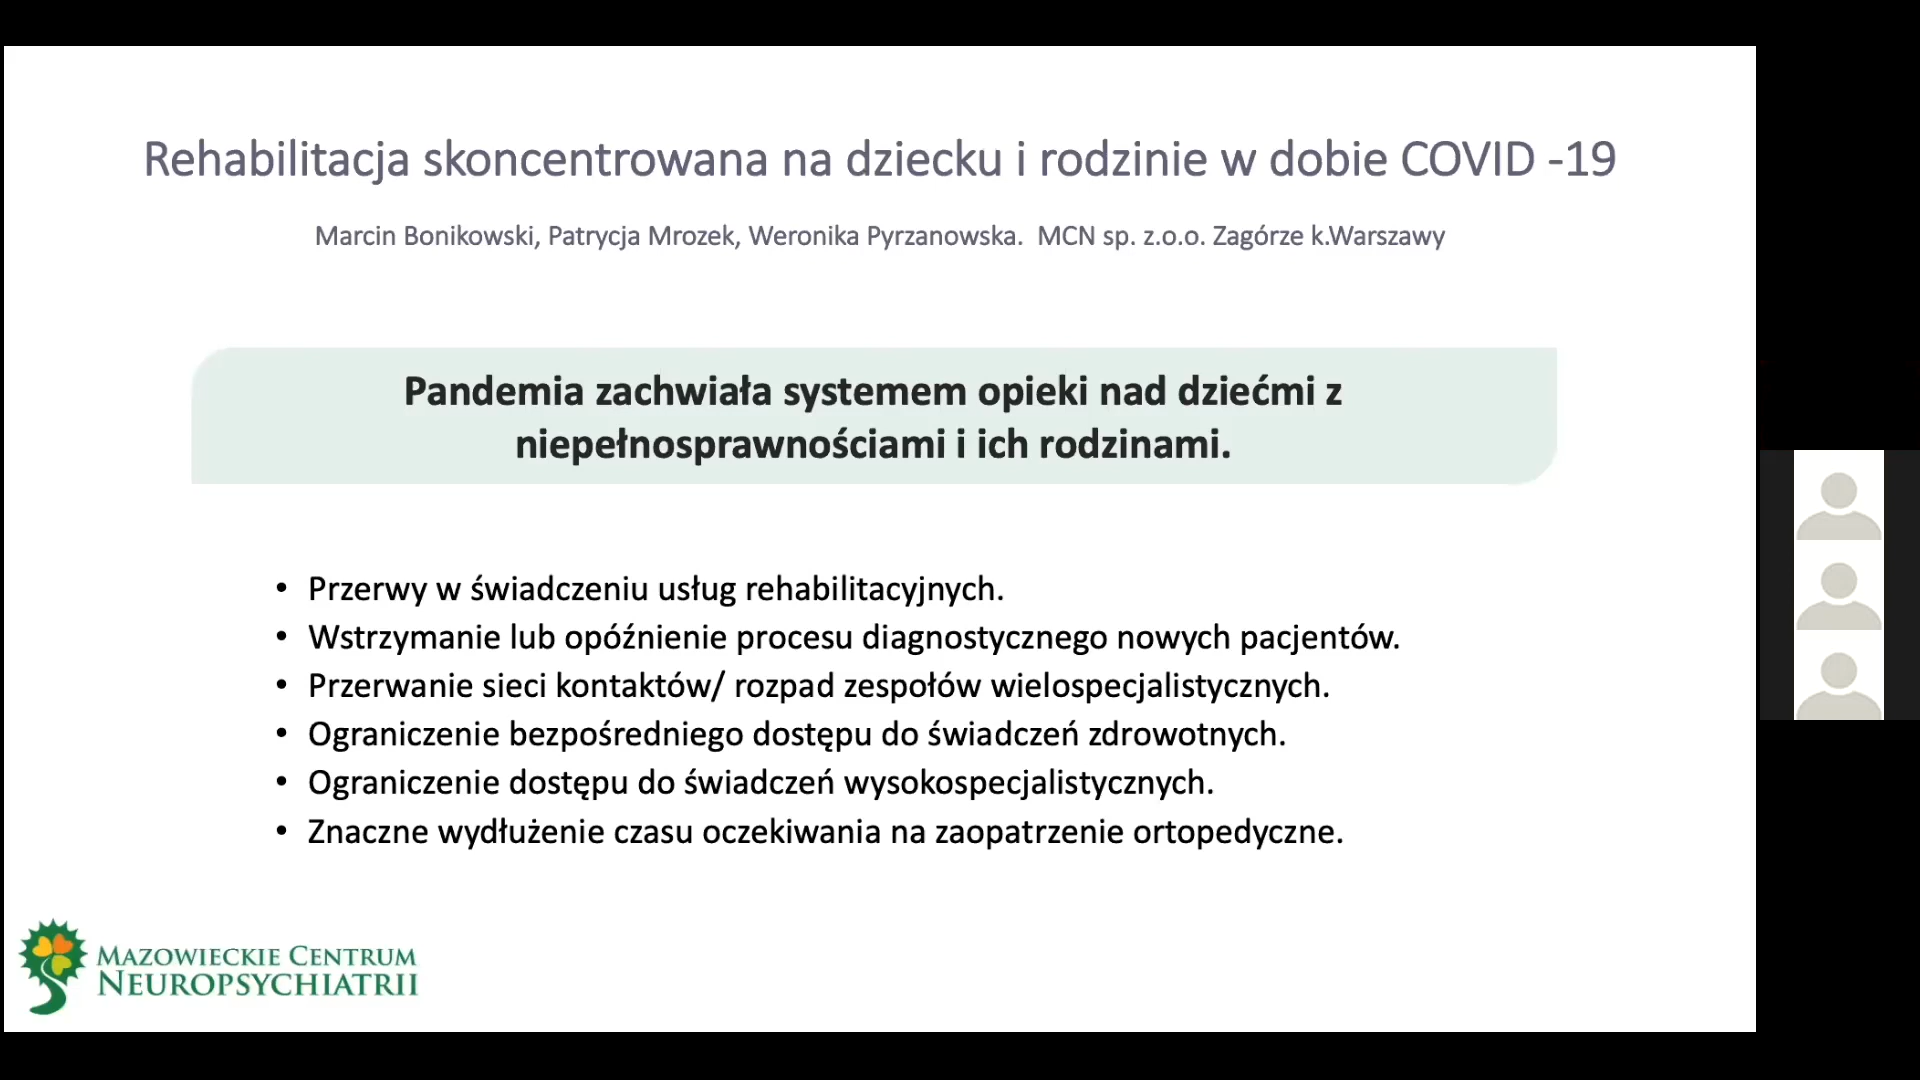 Rehabilitacja skoncentrowana na dziecku i rodzinie w dobie COVID -19
Marcin Bonikowski, Patrycja Mrozek, Weronika Pyrzanowska.  MCN sp. z.o.o. Zagórze k.Warszawy
Pandemia zachwiała systemem opieki nad dziećmi z
niepełnosprawnościami i ich rodzinami.
• Przerwy w świadczeniu usług rehabilitacyjnych.
• Wstrzymanie lub opóźnienie procesu diagnostycznego nowych pacjentów.
• Przerwanie sieci kontaktów/ rozpad zespołów wielospecjalistycznych.
• Ograniczenie bezpośredniego dostępu do świadczeń zdrowotnych.
• Ograniczenie dostępu do świadczeń wysokospecjalistycznych.
• Znaczne wydłużenie czasu oczekiwania na zaopatrzenie ortopedyczne.
MAZOWIECKIE CENTRUM
NEUROPSYCHIATRII